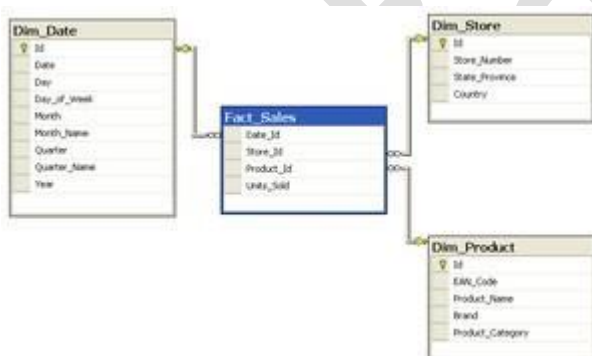 Dim_Date
Id
Date
Day
Day_of_Week
Month
Month_Name
Quarter
Quarter_Name
Year
Fact_Sales
Date_Id
Store_Id
Product_Id
Units_Sold
Dim_Store
Id
Store_Number
State_Province
Country
Dim_Product
Id
EAN_Code
Product_Name
Brand
Product_Category